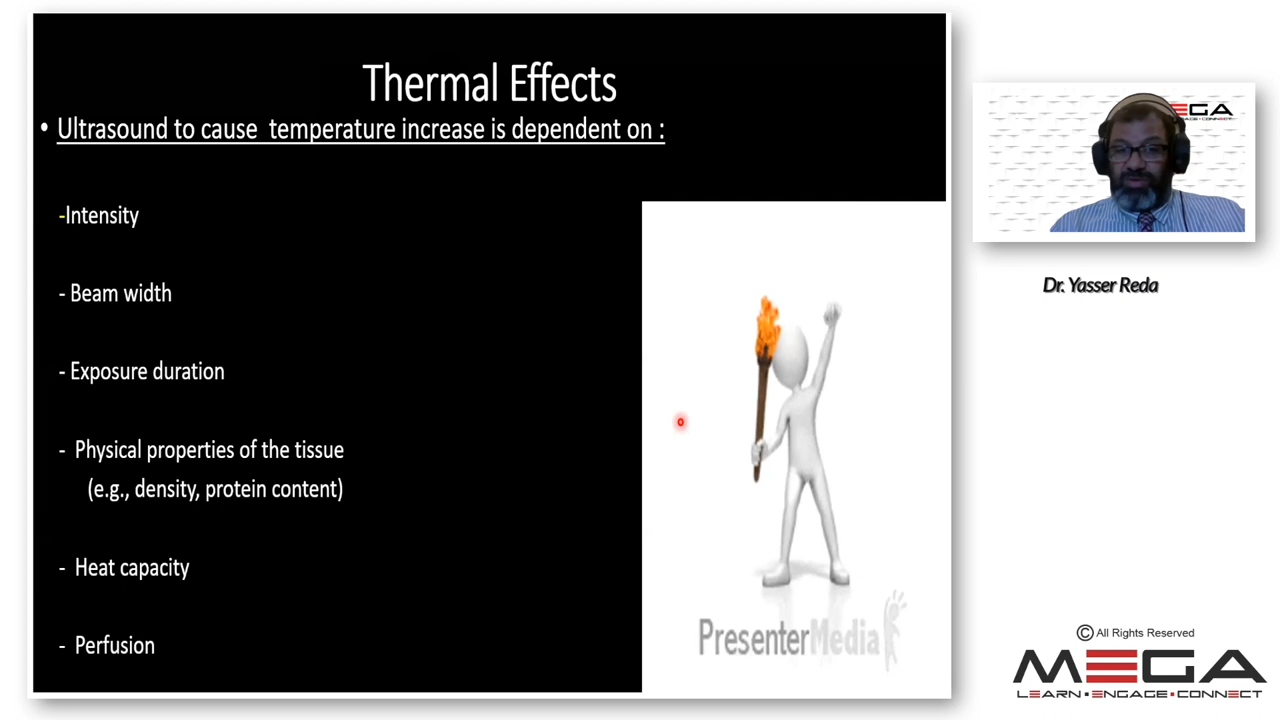 Thermal Effects
• Ultrasound to cause temperature increase is dependent on :
-Intensity
- Beam width
- Exposure duration
- Physical properties of the tissue
(e.g., density, protein content)
- Heat capacity
- Perfusion
PresenterMedia
EGA
Dr. Yasser Reda
© All Rights Reserved
MEGA
LEARN•ENGAGE•CONNECT